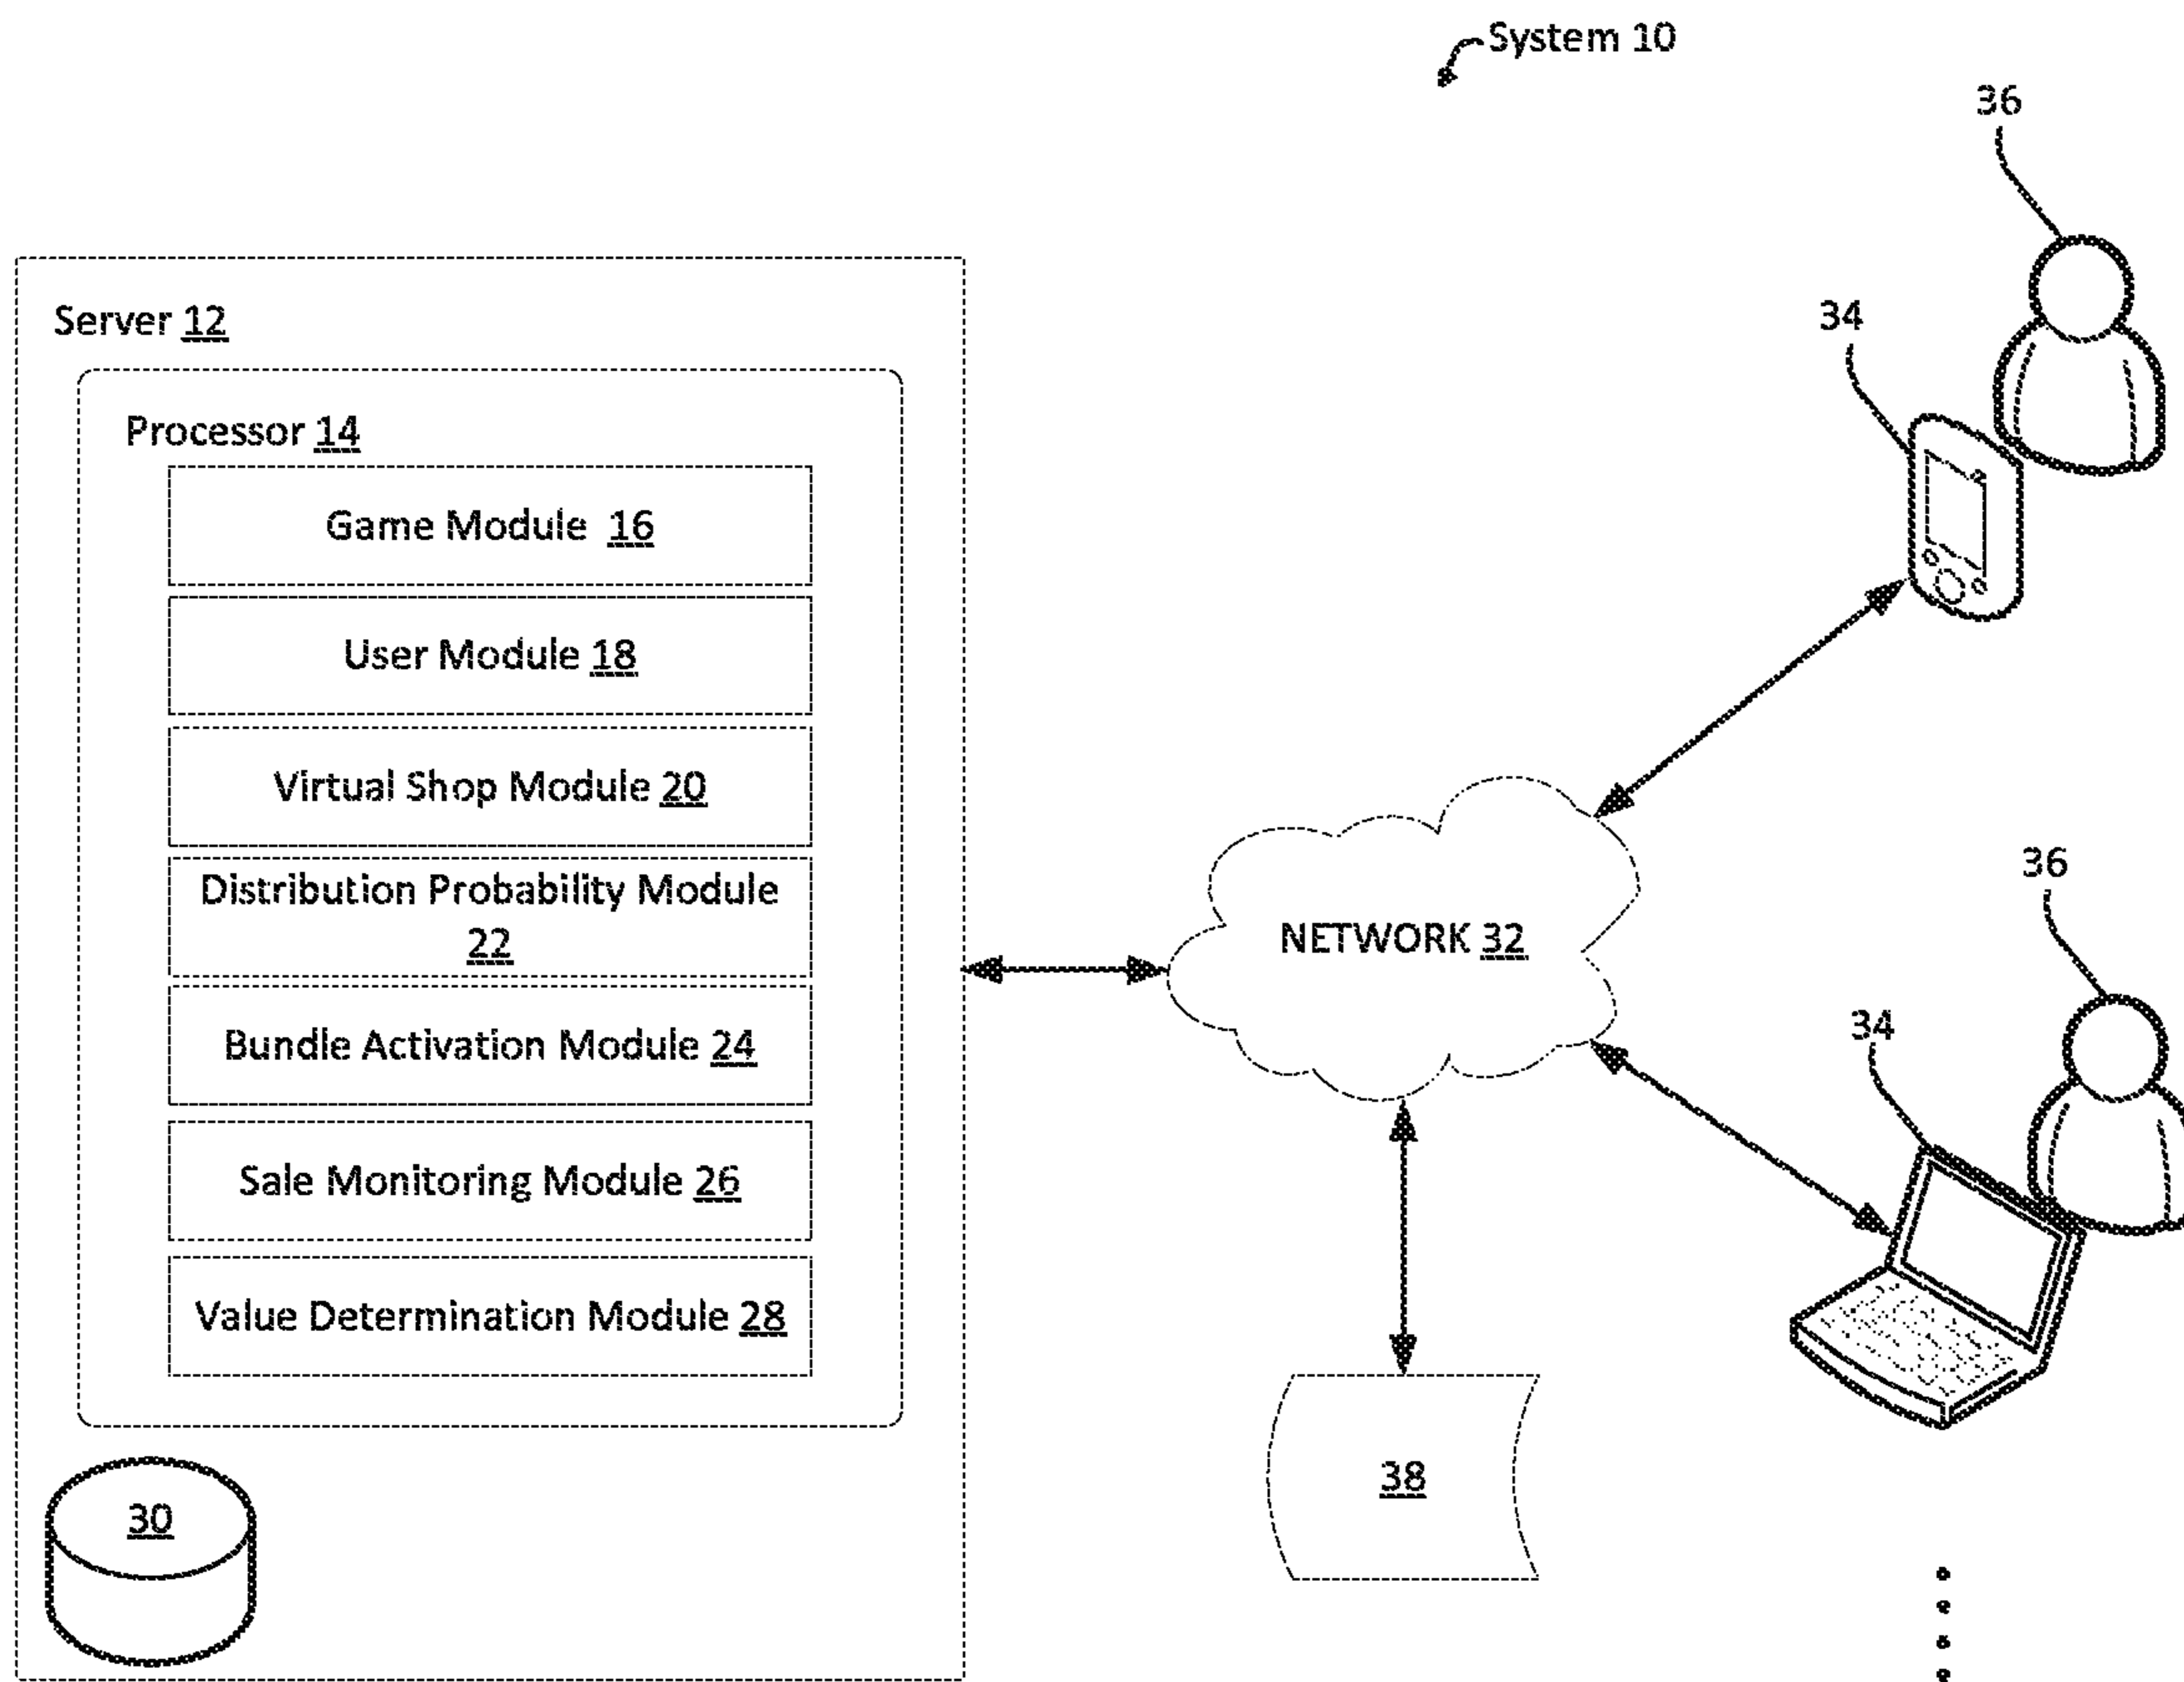 System 10
36
34
Server 12
Processor 14
Game Module 16
User Module 18
Virtual Shop Module 20
Distribution Probability Module
22
Bundle Activation Module 24
Sale Monitoring Module 26
Value Determination Module 28
30
NETWORK 32
36
34
38